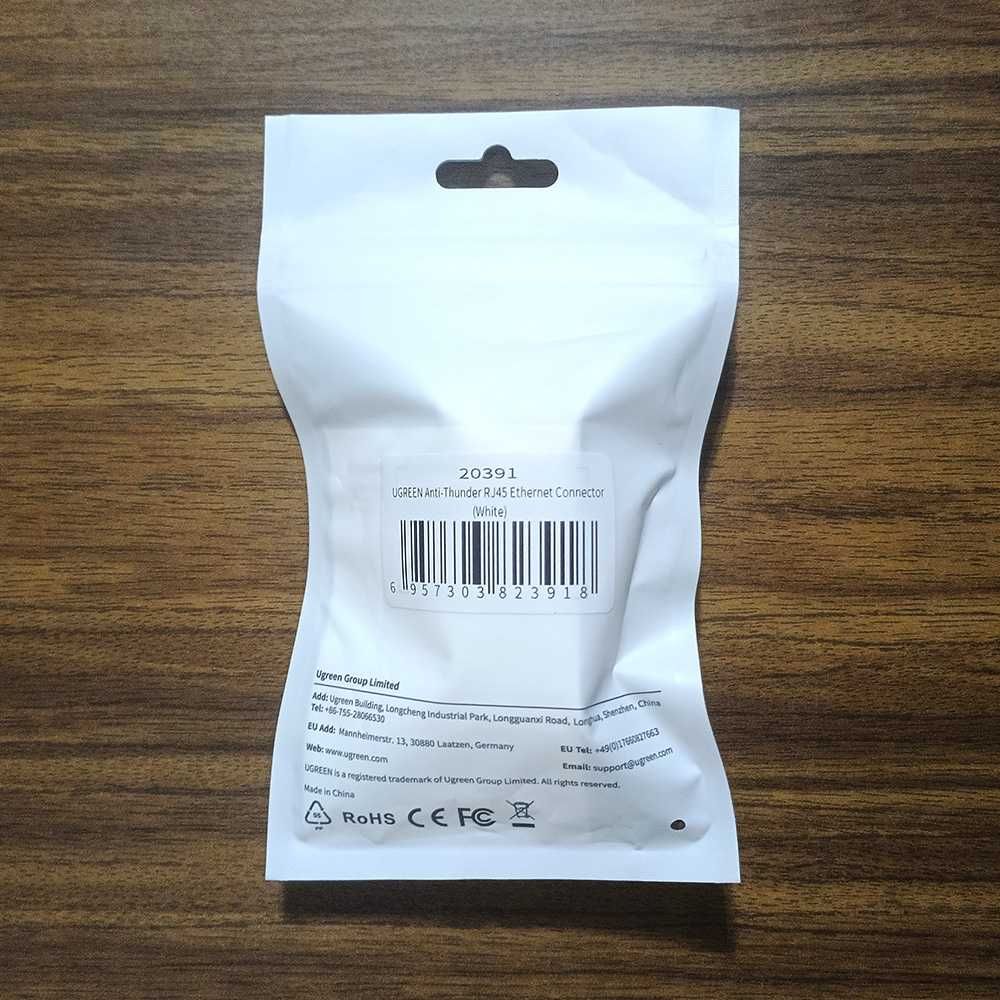 20391
UGREEN Anti-Thunder RJ45 Ethernet Connector
(White)
6 957303 823918
Ugreen Group Limited
Add: Ugreen Building, Longcheng Industrial Park, Longguanxi Road, Longhua, Shenzhen, China
Tel: +86-755-28066530
EU Add: Mannheimerstr. 13, 30880 Laatzen, Germany EU Tel: +49(0)17660827663
Web: www.ugreen.com Email: support@ugreen.com
UGREEN is a registered trademark of Ugreen Group Limited. All rights reserved.
Made in China
05 PP RoHS CE FC